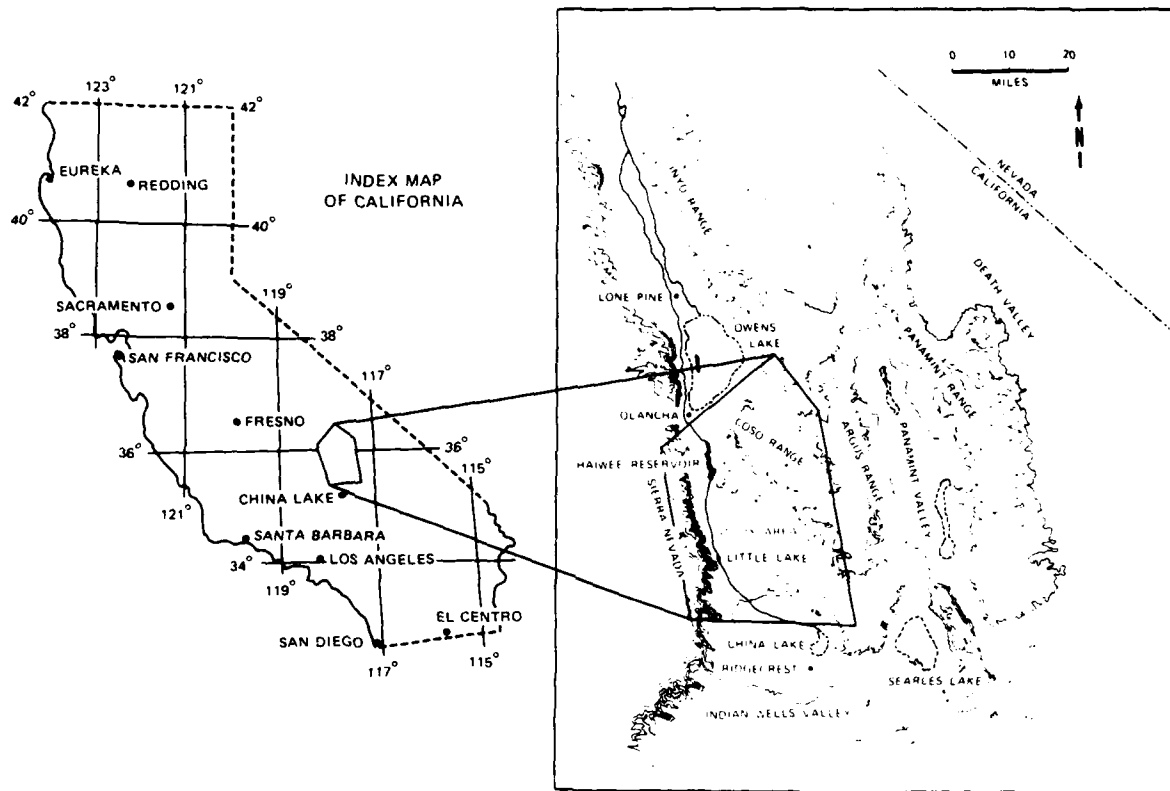 123°
121°
42°
42°
EUREKA
REDDING
INDEX MAP
OF CALIFORNIA
40°
40°
SACRAMENTO
119°
38°
38°
SAN FRANCISCO
117°
FRESNO
36°
36°
115°
CHINA LAKE
121°
SANTA BARBARA
34°
LOS ANGELES
119°
EL CENTRO
SAN DIEGO
117°
115°
0 10 20
MILES
N
NEVADA
CALIFORNIA
INYO RANGE
DEATH VALLEY
LONE PINE
OWENS
LAKE
PANAMINT RANGE
OLANCHA
COSO RANGE
ARGUS RANGE
PANAMINT VALLEY
HAIWEE RESERVOIR
SIERRA NEVADA
AREA
LITTLE LAKE
CHINA LAKE
RIDGECREST
SEARLES LAKE
INDIAN WELLS VALLEY